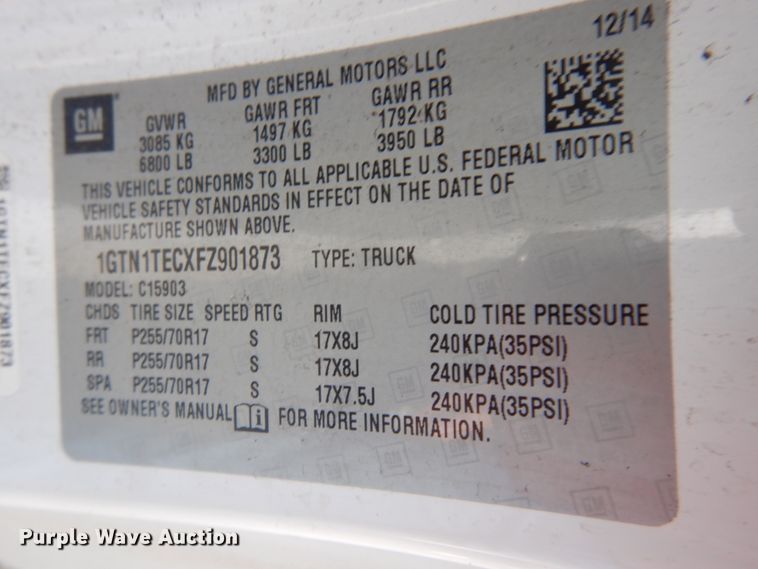 12/14
MFD BY GENERAL MOTORS LLC
GM
GVWR GAWR FRT GAWR RR
3085 KG 1497 KG 1792 KG
6800 LB 3300 LB 3950 LB
THIS VEHICLE CONFORMS TO ALL APPLICABLE U.S. FEDERAL MOTOR
VEHICLE SAFETY STANDARDS IN EFFECT ON THE DATE OF
MANUFACTURE SHOWN ABOVE.
1GTN1TECXFZ901873 TYPE: TRUCK
MODEL: C15903
CHDS TIRE SIZE SPEED RTG RIM COLD TIRE PRESSURE
FRT P255/70R17 S 17X8J 240KPA(35PSI)
RR P255/70R17 S 17X8J 240KPA(35PSI)
SPA P255/70R17 S 17X7.5J 240KPA(35PSI)
SEE OWNER'S MANUAL FOR MORE INFORMATION.
1GTN1TECXFZ901873
Purple Wave Auction